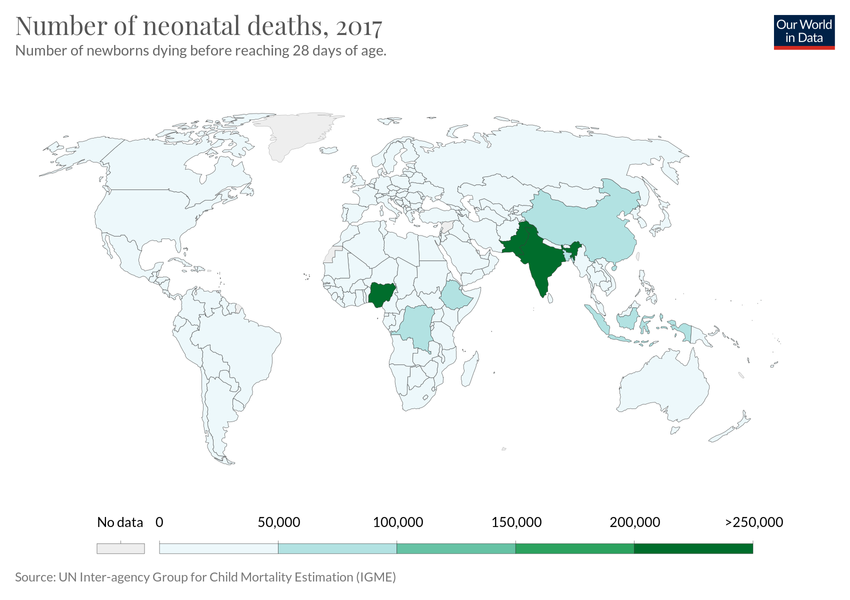 Number of neonatal deaths, 2017
Our World
in Data
Number of newborns dying before reaching 28 days of age.
No data 0 50,000 100,000 150,000 200,000 >250,000
Source: UN Inter-agency Group for Child Mortality Estimation (IGME)